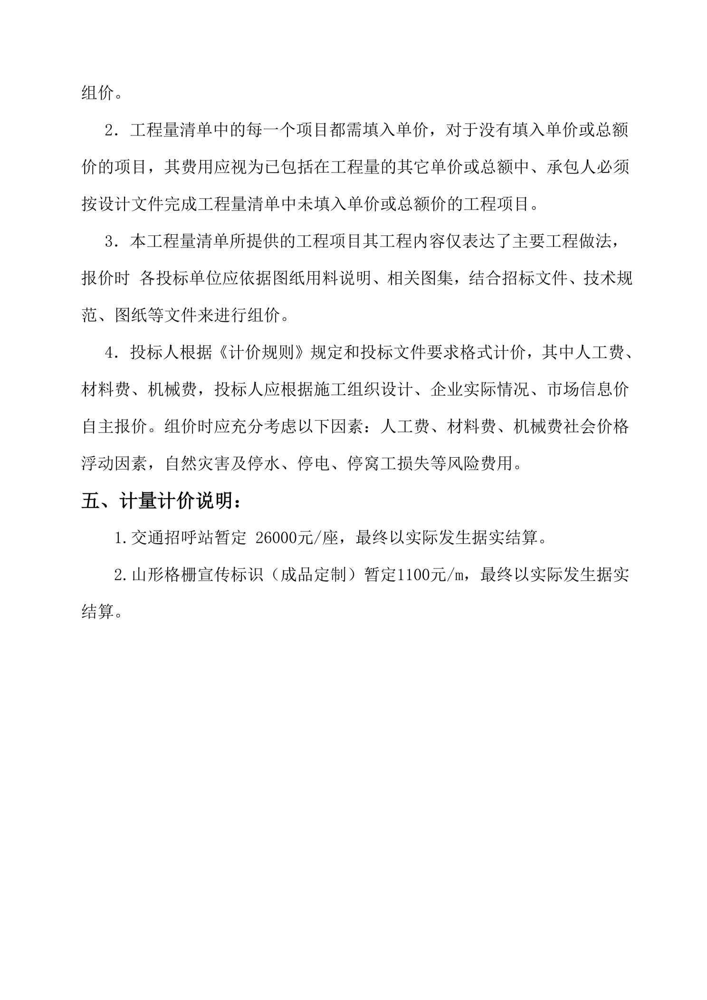 组价。
2. 工程量清单中的每一个项目都需填入单价，对于没有填入单价或总额
价的项目，其费用应视为已包括在工程量的其它单价或总额中、承包人必须
按设计文件完成工程量清单中未填入单价或总额价的工程项目。
3. 本工程量清单所提供的工程项目其工程内容仅表达了主要工程做法，
报价时 各投标单位应依据图纸用料说明、相关图集，结合招标文件、技术规
范、图纸等文件来进行组价。
4. 投标人根据《计价规则》规定和投标文件要求格式计价，其中人工费、
材料费、机械费，投标人应根据施工组织设计、企业实际情况、市场信息价
自主报价。组价时应充分考虑以下因素：人工费、材料费、机械费社会价格
浮动因素，自然灾害及停水、停电、停窝工损失等风险费用。
五、计量计价说明：
1.交通招呼站暂定 26000元/座，最终以实际发生据实结算。
2.山形格栅宣传标识（成品定制）暂定1100元/m，最终以实际发生据实
结算。